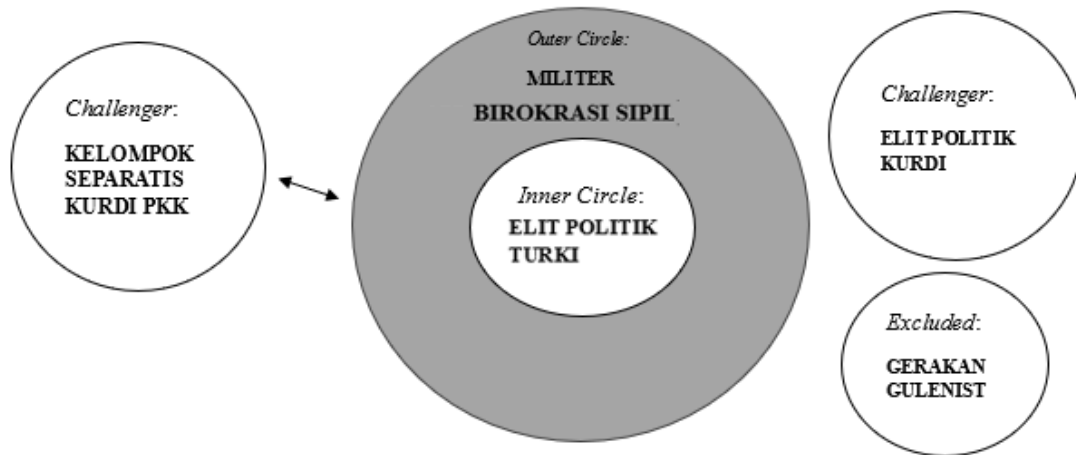 Challenger:
KELOMPOK
SEPARATIS
KURDI PKK
Outer Circle:
MILITER
BIROKRASI SIPIL
Inner Circle:
ELIT POLITIK
TURKI
Challenger:
ELIT POLITIK
KURDI
Excluded:
GERAKAN
GULENIST